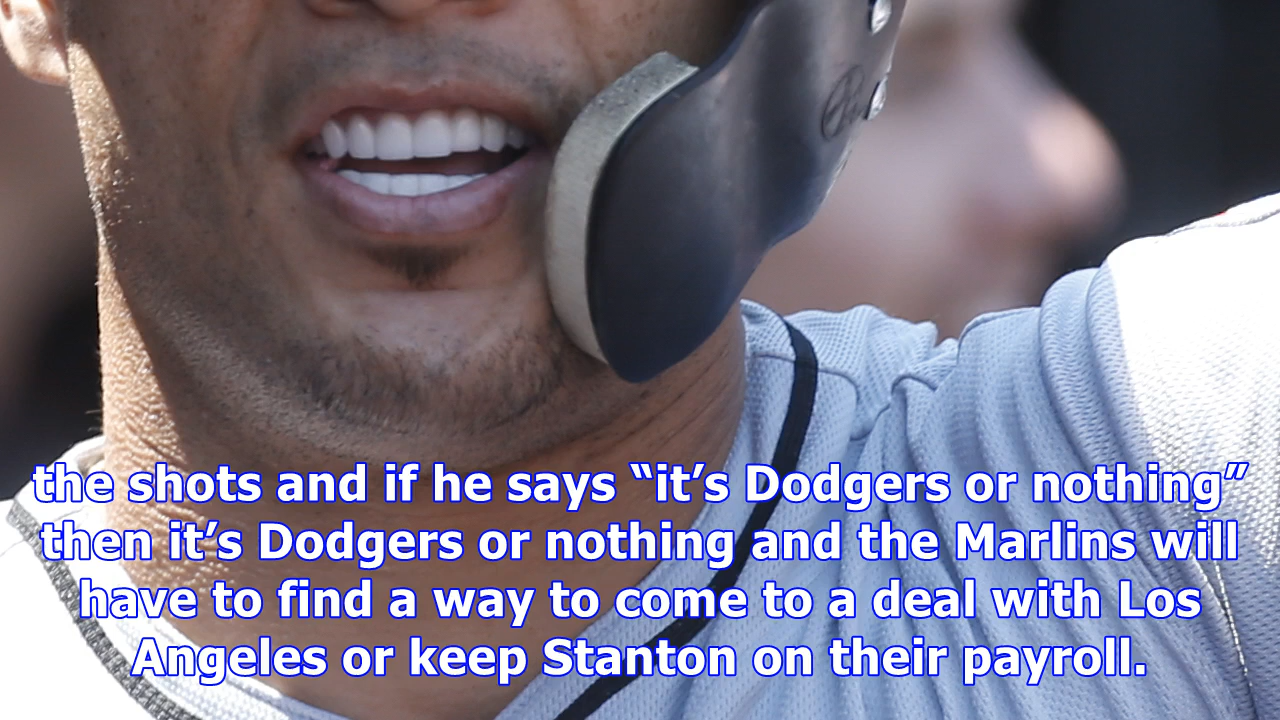 the shots and if he says “it’s Dodgers or nothing”
then it’s Dodgers or nothing and the Marlins will
have to find a way to come to a deal with Los
Angeles or keep Stanton on their payroll.